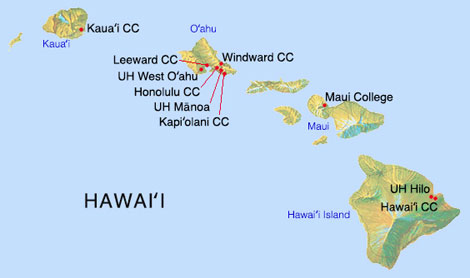 Kauaʻi CC
Kauaʻi
Oʻahu
Leeward CC
Windward CC
UH West Oʻahu
Honolulu CC
UH Mānoa
Kapiʻolani CC
Maui College
Maui
HAWAIʻI
Hawaiʻi Island
UH Hilo
Hawaiʻi CC